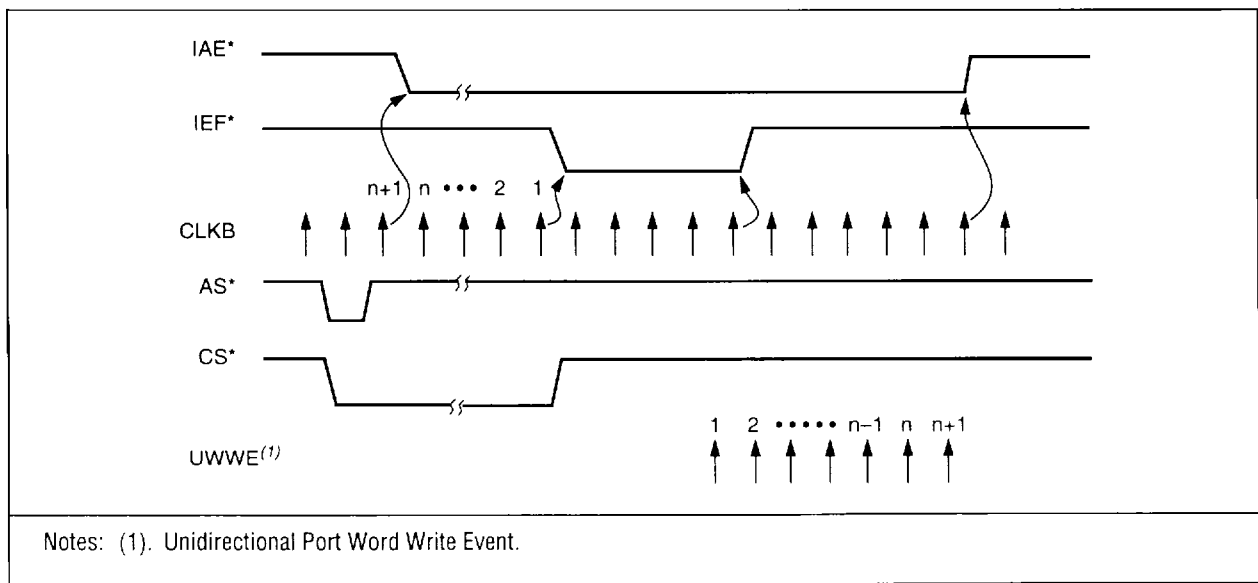 IAE*
IEF*
n+1 n ••• 2 1
CLKB
AS*
CS*
1 2 ••••• n–1 n n+1
UWWE(1)
Notes: (1). Unidirectional Port Word Write Event.